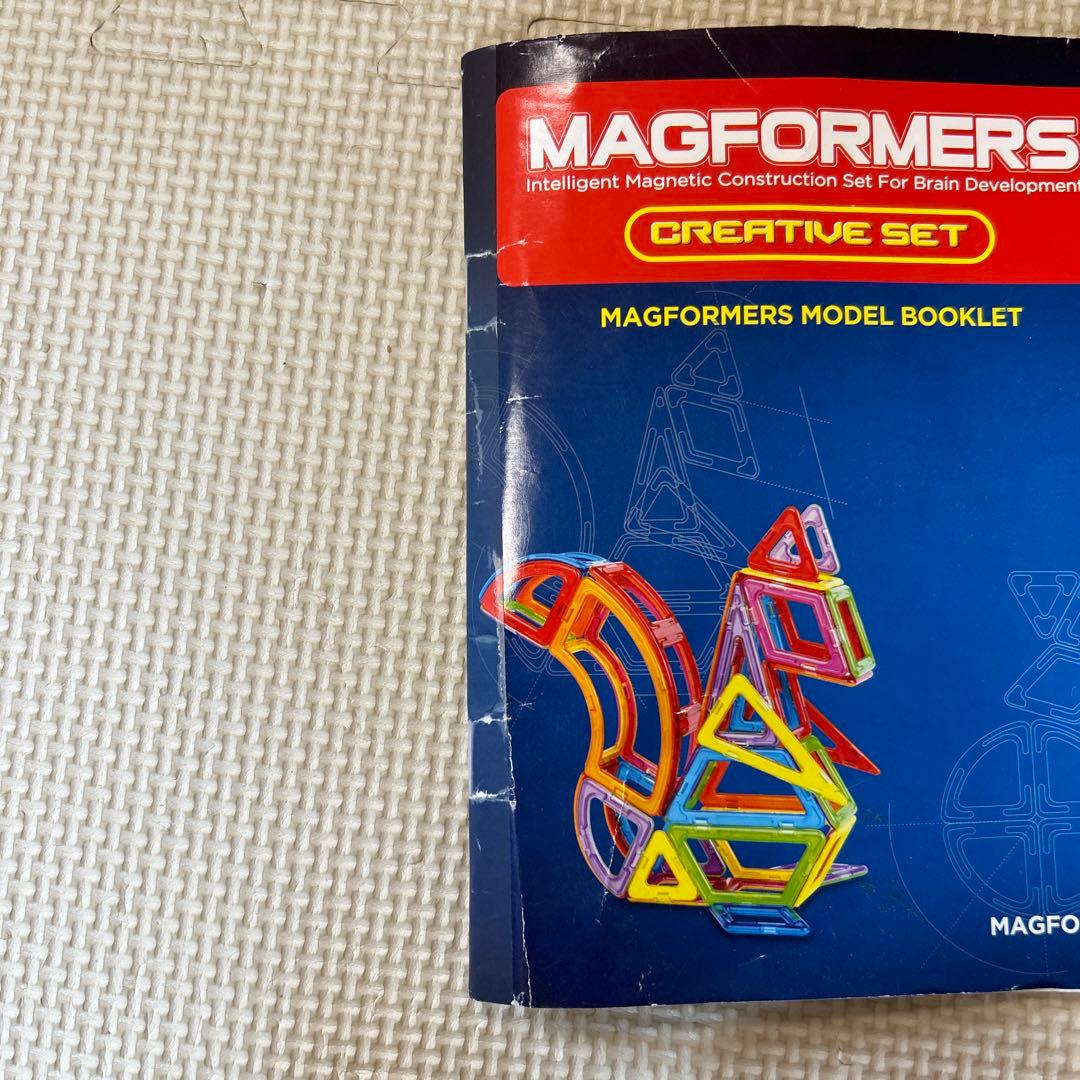 MAGFORMERS
Intelligent Magnetic Construction Set For Brain Development
CREATIVE SET
MAGFORMERS MODEL BOOKLET
MAGFO